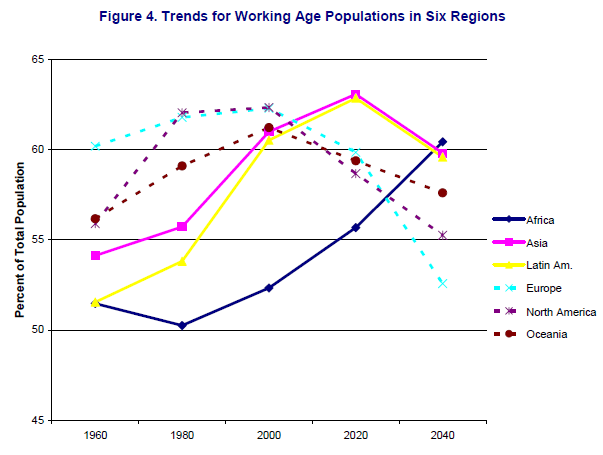 Figure 4. Trends for Working Age Populations in Six Regions
65
60
55
50
45
Percent of Total Population
1960 1980 2000 2020 2040
Africa
Asia
Latin Am.
Europe
North America
Oceania